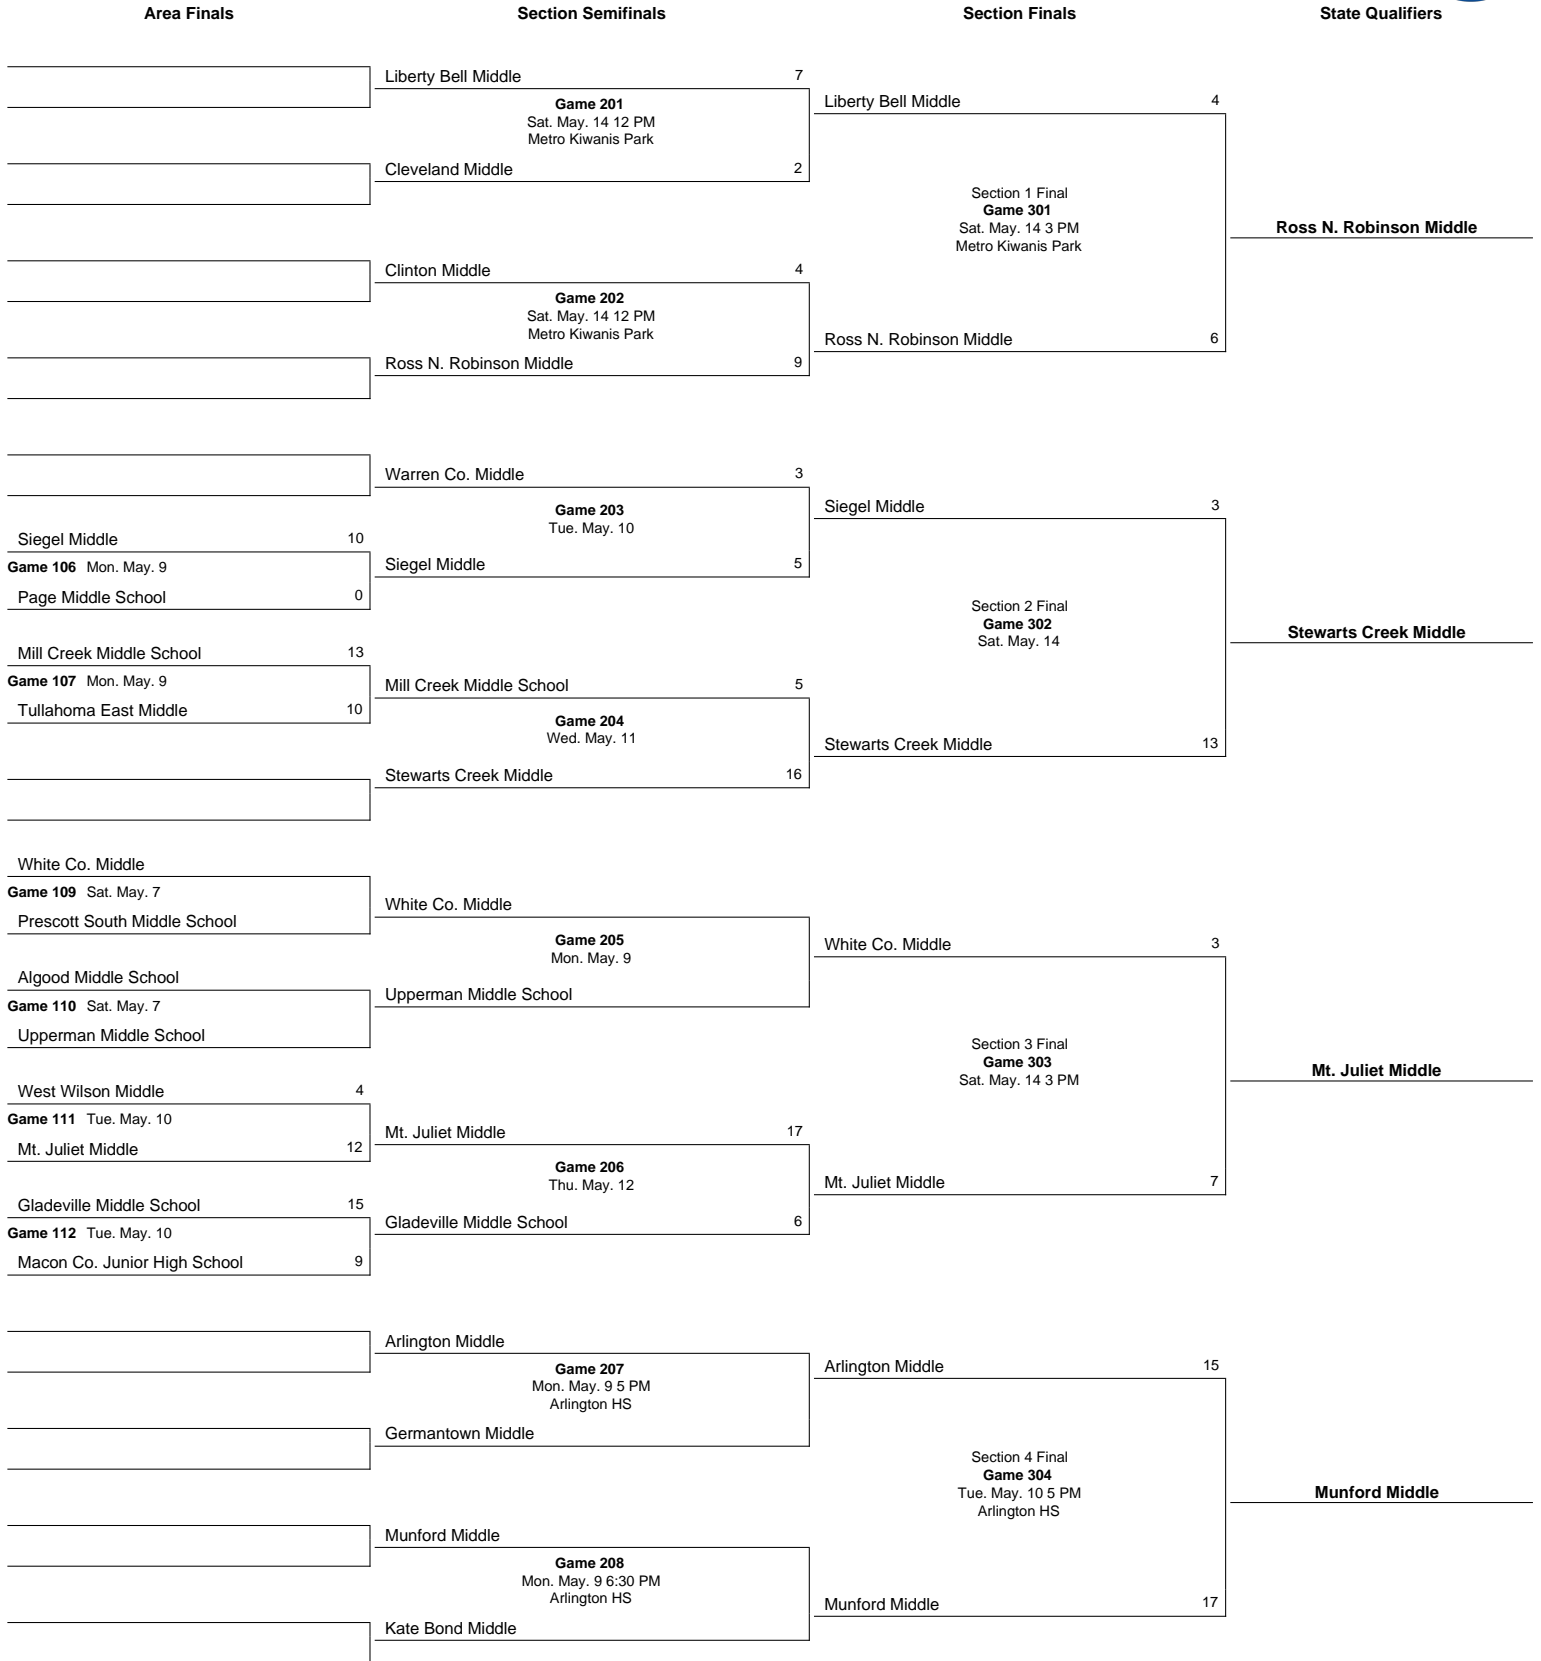 Area Finals
Section Semifinals
Section Finals
State Qualifiers
Liberty Bell Middle 7
Game 201
Sat. May. 14 12 PM
Metro Kiwanis Park
Cleveland Middle 2
Liberty Bell Middle 4
Section 1 Final
Game 301
Sat. May. 14 3 PM
Metro Kiwanis Park
Ross N. Robinson Middle
Clinton Middle 4
Game 202
Sat. May. 14 12 PM
Metro Kiwanis Park
Ross N. Robinson Middle 9
Ross N. Robinson Middle 6
Warren Co. Middle 3
Game 203
Tue. May. 10
Siegel Middle 5
Siegel Middle 3
Siegel Middle 10
Game 106 Mon. May. 9
Page Middle School 0
Section 2 Final
Game 302
Sat. May. 14
Stewarts Creek Middle
Mill Creek Middle School 13
Game 107 Mon. May. 9
Tullahoma East Middle 10
Mill Creek Middle School 5
Game 204
Wed. May. 11
Stewarts Creek Middle 16
Stewarts Creek Middle 13
White Co. Middle
Game 109 Sat. May. 7
Prescott South Middle School
White Co. Middle
Game 205
Mon. May. 9
Upperman Middle School
White Co. Middle 3
Algood Middle School
Game 110 Sat. May. 7
Upperman Middle School
Section 3 Final
Game 303
Sat. May. 14 3 PM
Mt. Juliet Middle
West Wilson Middle 4
Game 111 Tue. May. 10
Mt. Juliet Middle 12
Mt. Juliet Middle 17
Game 206
Thu. May. 12
Gladeville Middle School 6
Mt. Juliet Middle 7
Gladeville Middle School 15
Game 112 Tue. May. 10
Macon Co. Junior High School 9
Arlington Middle
Game 207
Mon. May. 9 5 PM
Arlington HS
Germantown Middle
Arlington Middle 15
Section 4 Final
Game 304
Tue. May. 10 5 PM
Arlington HS
Munford Middle
Munford Middle
Game 208
Mon. May. 9 6:30 PM
Arlington HS
Kate Bond Middle
Munford Middle 17